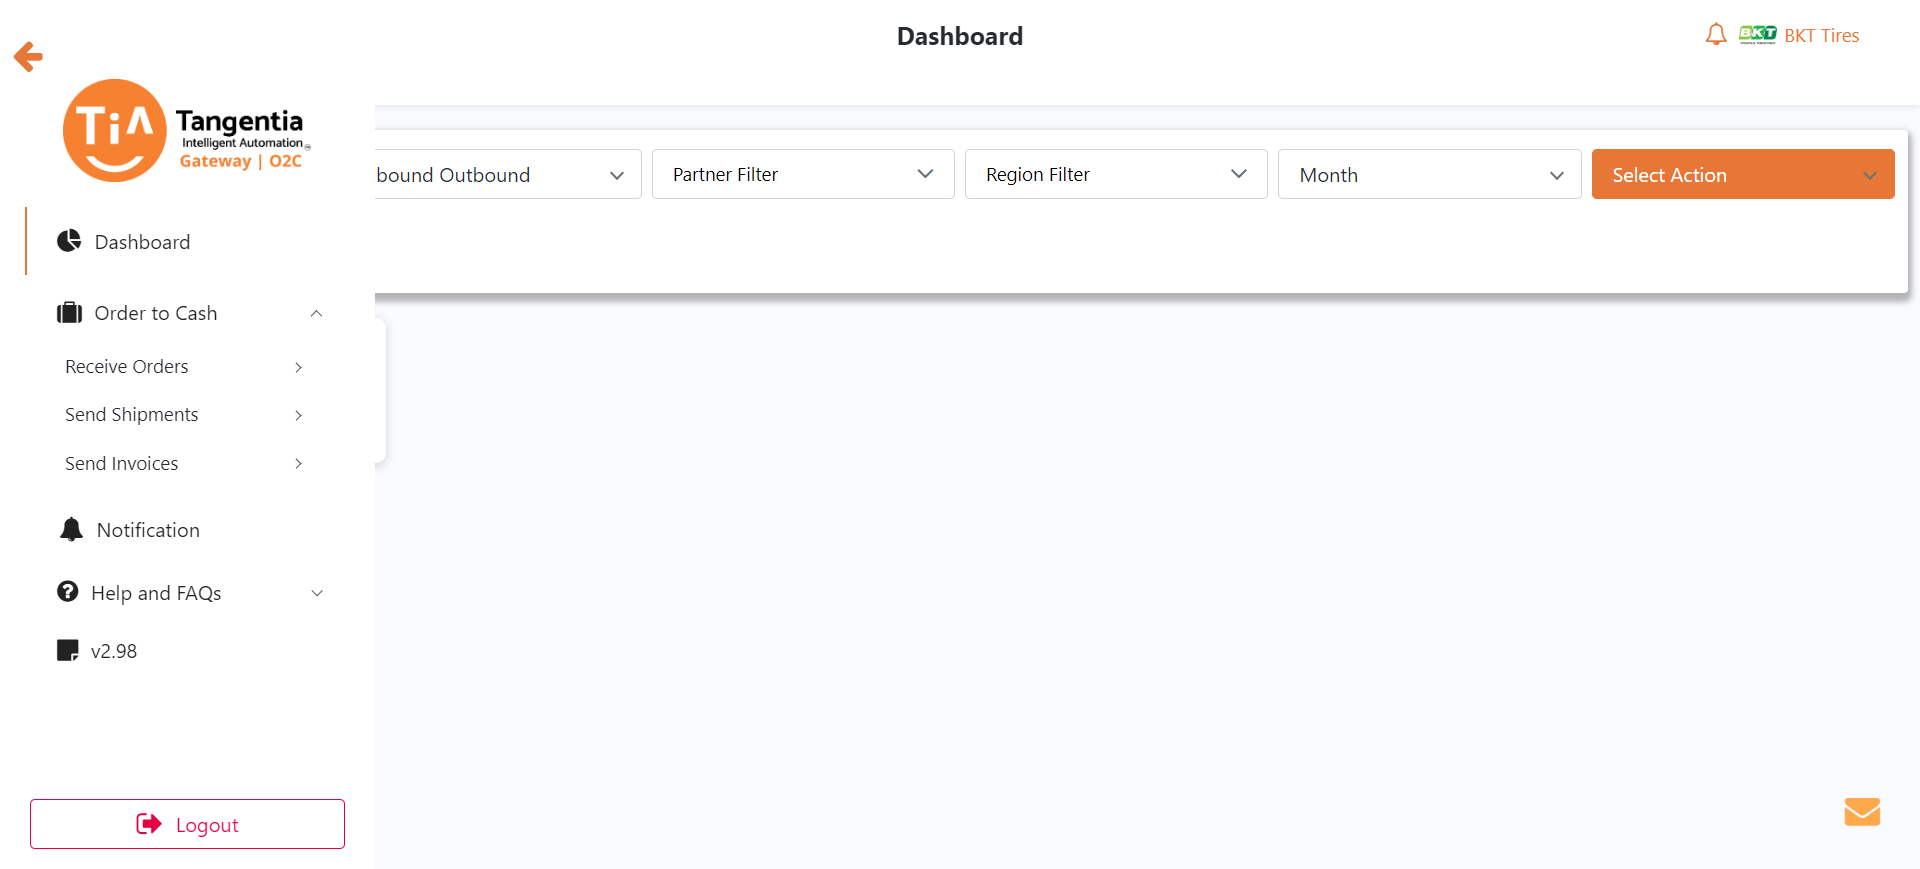 Dashboard
BKT BKT Tires
TiA Tangentia
Intelligent Automation
Gateway | O2C
bound Outbound
Partner Filter
Region Filter
Month
Select Action
Dashboard
Order to Cash
Receive Orders
Send Shipments
Send Invoices
Notification
Help and FAQs
v2.98
Logout